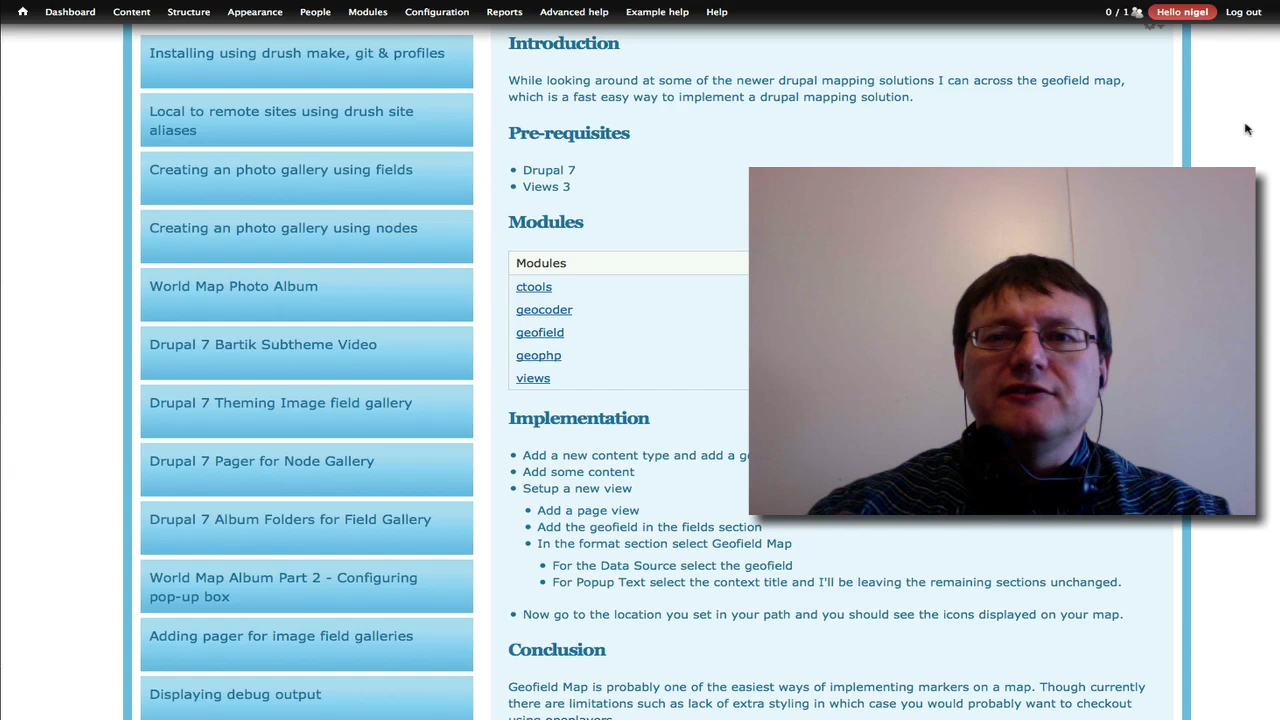 Dashboard Content Structure Appearance People Modules Configuration Reports Advanced help Example help Help 0 / 1 Hello nigel Log out
Installing using drush make, git & profiles
Local to remote sites using drush site
aliases
Creating an photo gallery using fields
Creating an photo gallery using nodes
World Map Photo Album
Drupal 7 Bartik Subtheme Video
Drupal 7 Theming Image field gallery
Drupal 7 Pager for Node Gallery
Drupal 7 Album Folders for Field Gallery
World Map Album Part 2 - Configuring
pop-up box
Adding pager for image field galleries
Displaying debug output
Introduction
While looking around at some of the newer drupal mapping solutions I can across the geofield map,
which is a fast easy way to implement a drupal mapping solution.
Pre-requisites
Drupal 7
Views 3
Modules
Modules
ctools
geocoder
geofield
geophp
views
Implementation
Add a new content type and add a
Add some content
Setup a new view
Add a page view
Add the geofield in the fields section
In the format section select Geofield Map
For the Data Source select the geofield
For Popup Text select the context title and I'll be leaving the remaining sections unchanged.
Now go to the location you set in your path and you should see the icons displayed on your map.
Conclusion
Geofield Map is probably one of the easiest ways of implementing markers on a map. Though currently
there are limitations such as lack of extra styling in which case you would probably want to checkout
using openlayers